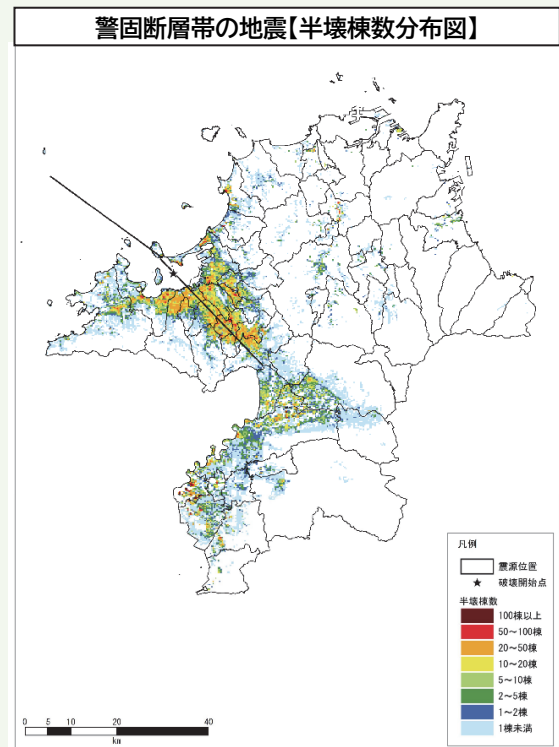 警固断層帯の地震【半壊棟数分布図】
凡例
震源位置
★ 破壊開始点
半壊棟数
100棟以上
50～100棟
20～50棟
10～20棟
5～10棟
2～5棟
1～2棟
1棟未満
0 5 10 20 40
km